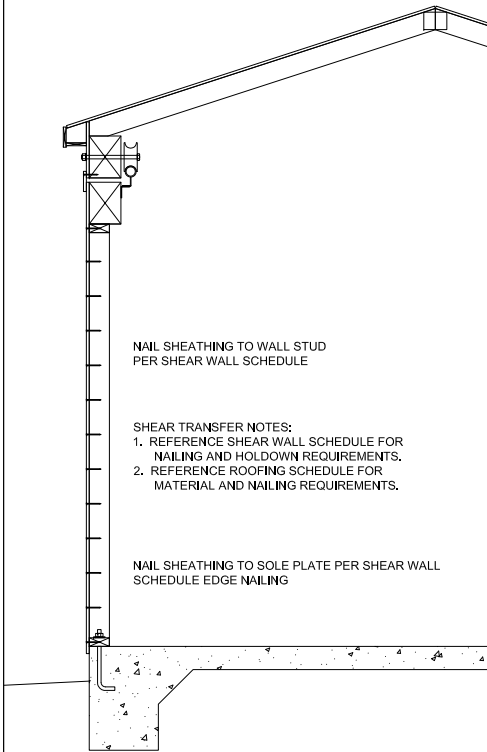 NAIL SHEATHING TO WALL STUD
PER SHEAR WALL SCHEDULE
SHEAR TRANSFER NOTES:
1. REFERENCE SHEAR WALL SCHEDULE FOR
NAILING AND HOLDOWN REQUIREMENTS.
2. REFERENCE ROOFING SCHEDULE FOR
MATERIAL AND NAILING REQUIREMENTS.
NAIL SHEATHING TO SOLE PLATE PER SHEAR WALL
SCHEDULE EDGE NAILING